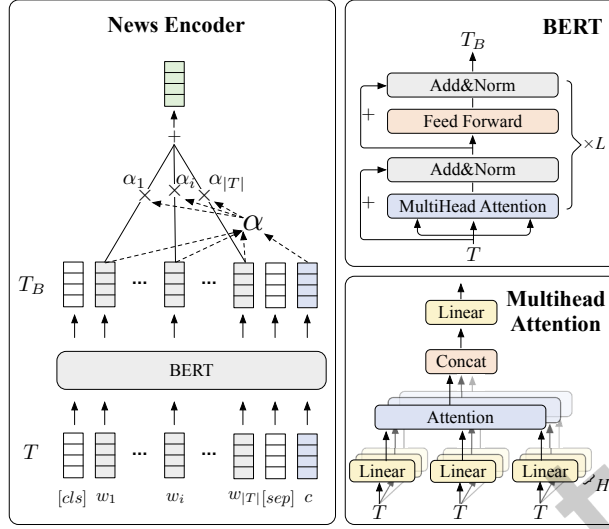 News Encoder
+
α1 αi α|T|
× × ×
α
TB
... ...
BERT
T
... ...
[cls] w1 wi w|T| [sep] c
BERT
TB
Add&Norm
+
Feed Forward
×L
Add&Norm
+
MultiHead Attention
T
Multihead
Attention
Linear
Concat
Attention
Linear Linear Linear
H
T T T